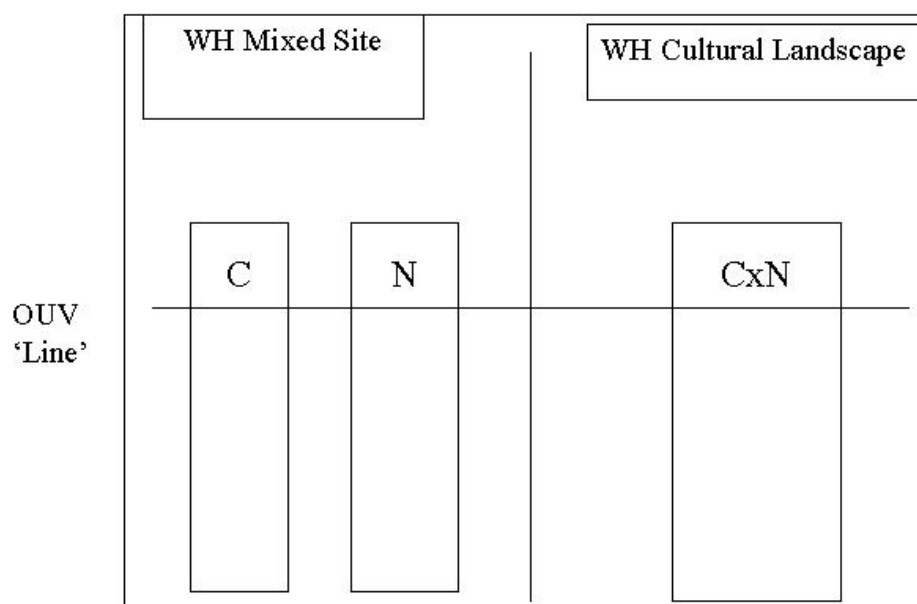 WH Mixed Site
WH Cultural Landscape
C
N
CxN
OUV
‘Line’